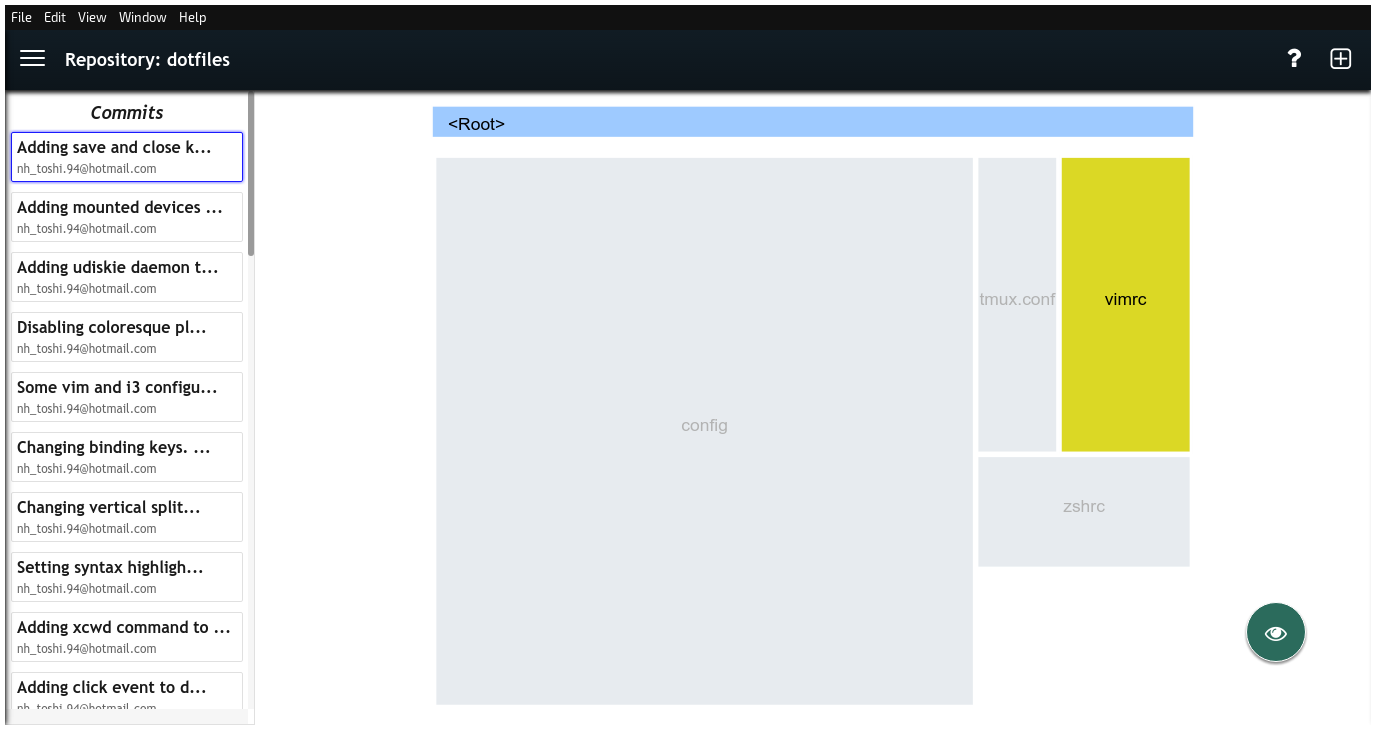 File Edit View Window Help
Repository: dotfiles
?
Commits
Adding save and close k...
nh_toshi.94@hotmail.com
Adding mounted devices ...
nh_toshi.94@hotmail.com
Adding udiskie daemon t...
nh_toshi.94@hotmail.com
Disabling coloresque pl...
nh_toshi.94@hotmail.com
Some vim and i3 configu...
nh_toshi.94@hotmail.com
Changing binding keys. ...
nh_toshi.94@hotmail.com
Changing vertical split...
nh_toshi.94@hotmail.com
Setting syntax highligh...
nh_toshi.94@hotmail.com
Adding xcwd command to ...
nh_toshi.94@hotmail.com
Adding click event to d...
nh_toshi.94@hotmail.com
<Root>
config
tmux.conf
vimrc
zshrc